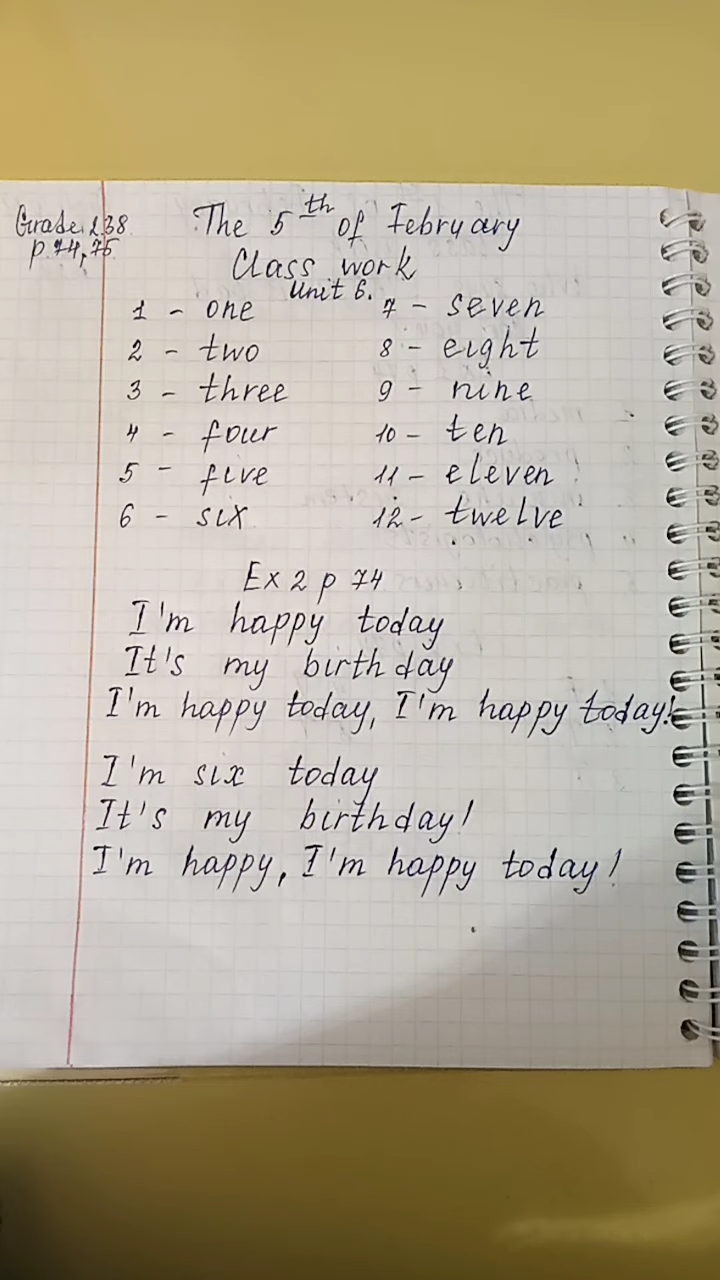 The 5th of February
Grade 2.38
p. 74, 75
Class work
Unit 6.
1 - one
2 - two
3 - three
4 - four
5 - five
6 - six
7 - seven
8 - eight
9 - nine
10 - ten
11 - eleven
12 - twelve
Ex 2 p 74
I'm happy today
It's my birthday
I'm happy today, I'm happy today!
I'm six today
It's my birthday!
I'm happy, I'm happy today!